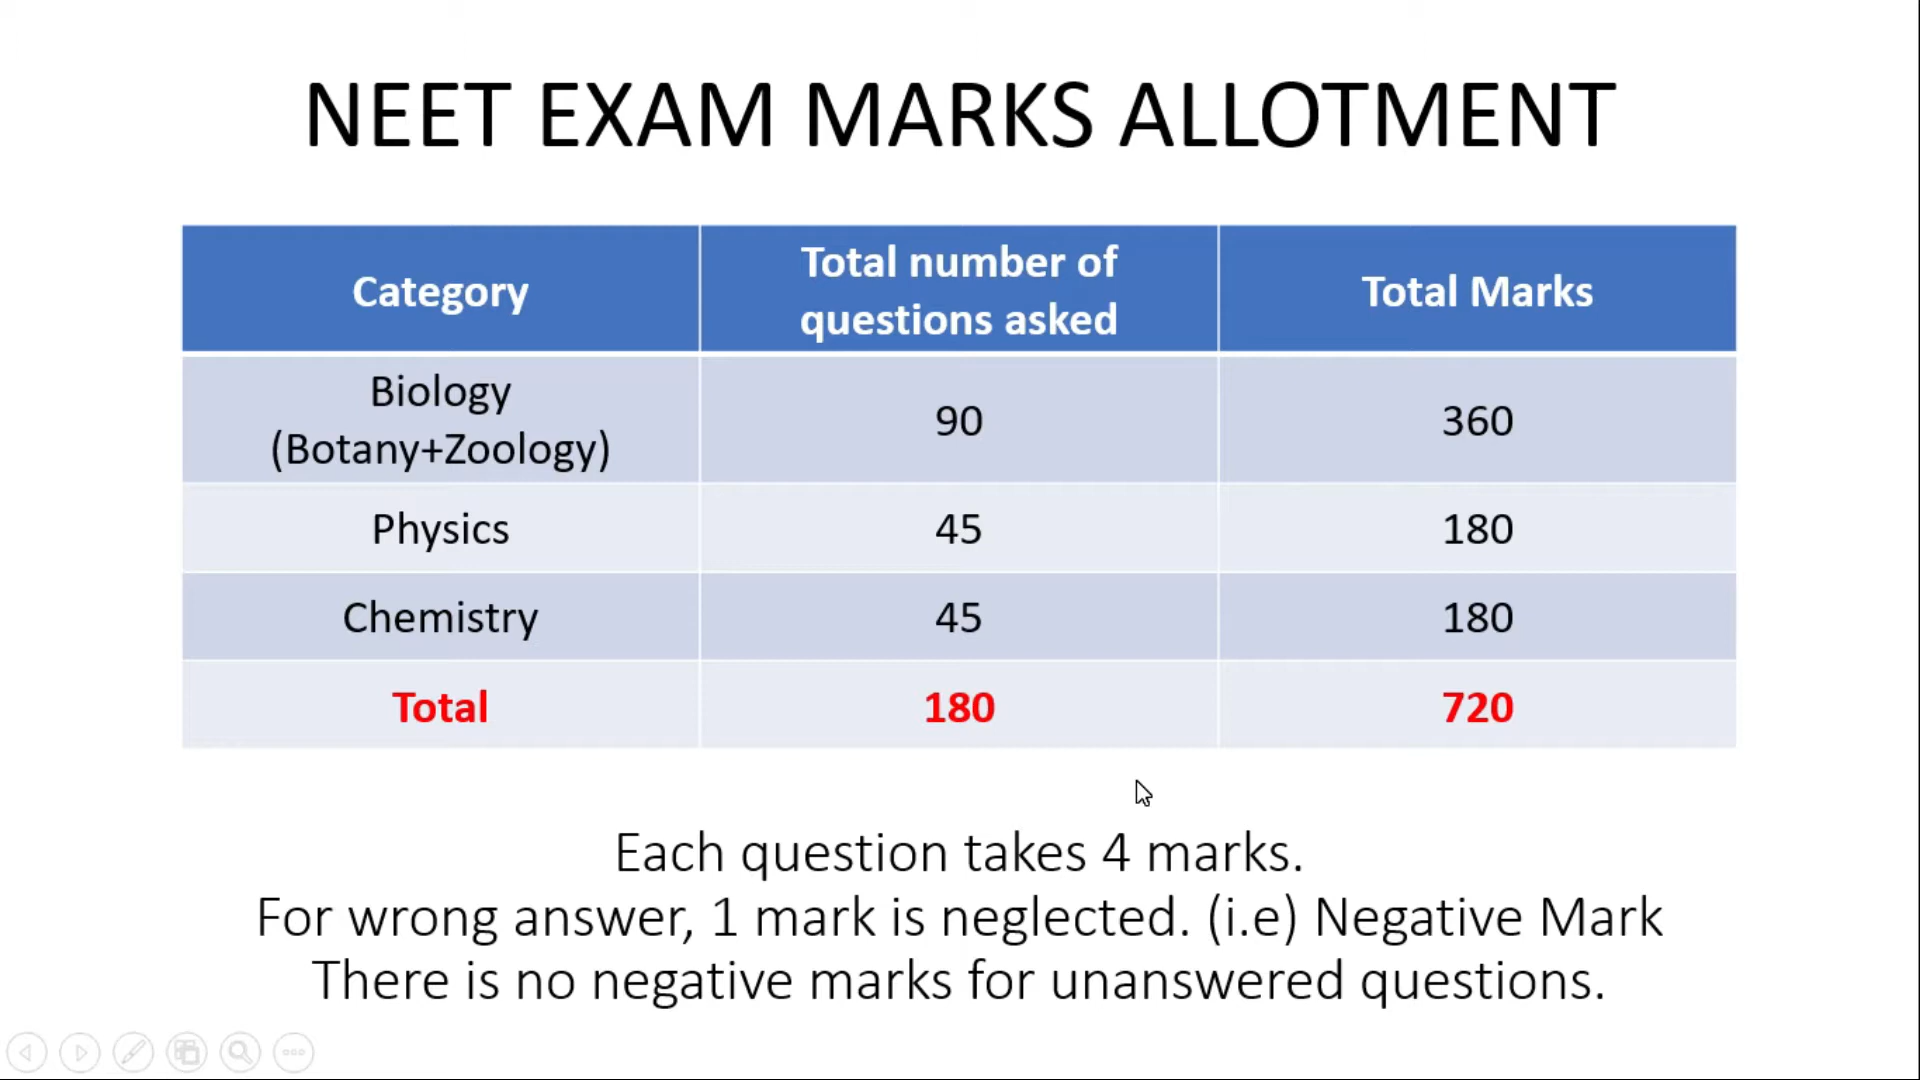 NEET EXAM MARKS ALLOTMENT
Category
Total number of
questions asked
Total Marks
Biology
(Botany+Zoology)
90
360
Physics
45
180
Chemistry
45
180
Total
180
720
Each question takes 4 marks.
For wrong answer, 1 mark is neglected. (i.e) Negative Mark
There is no negative marks for unanswered questions.